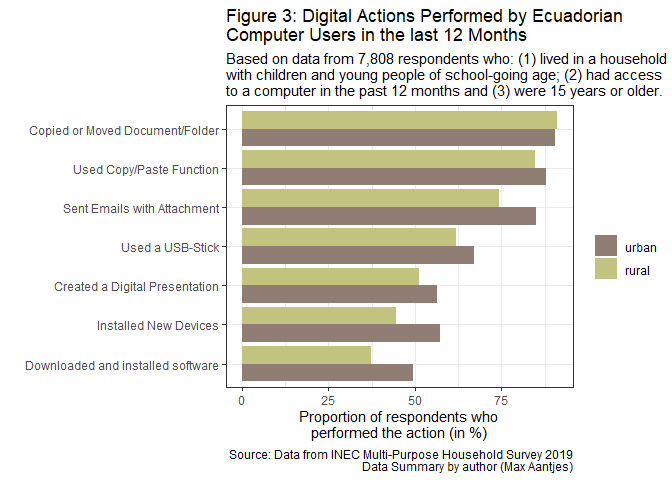 Figure 3: Digital Actions Performed by Ecuadorian
Computer Users in the last 12 Months
Based on data from 7,808 respondents who: (1) lived in a household
with children and young people of school-going age; (2) had access
to a computer in the past 12 months and (3) were 15 years or older.
Copied or Moved Document/Folder
Used Copy/Paste Function
Sent Emails with Attachment
Used a USB-Stick
Created a Digital Presentation
Installed New Devices
Downloaded and installed software
urban
rural
0 25 50 75
Proportion of respondents who
performed the action (in %)
Source: Data from INEC Multi-Purpose Household Survey 2019
Data Summary by author (Max Aantjes)